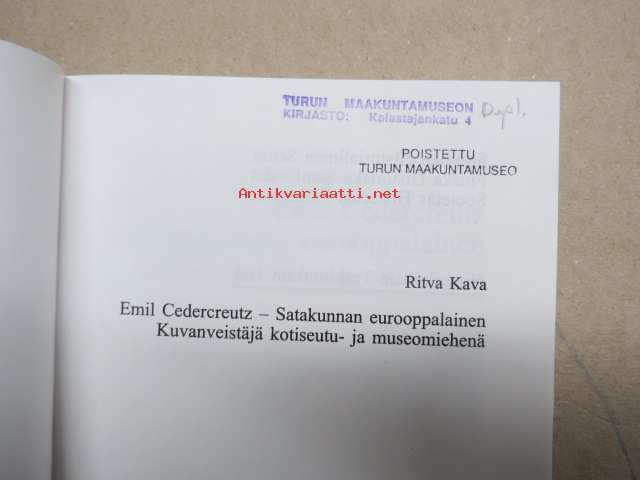 TURUN MAAKUNTAMUSEON
KIRJASTO: Kalastajankatu 4
Dupl.
POISTETTU
TURUN MAAKUNTAMUSEO
Antikvariaatti.net
Ritva Kava
Emil Cedercreutz – Satakunnan eurooppalainen
Kuvanveistäjä kotiseutu- ja museomiehenä